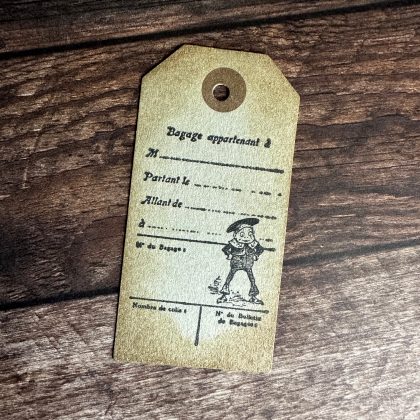 Bagage appartenant à
M
Partant le
Allant de
à
N° du Bagage :
Nombre de colis :
N° du Bulletin
de Bagages :